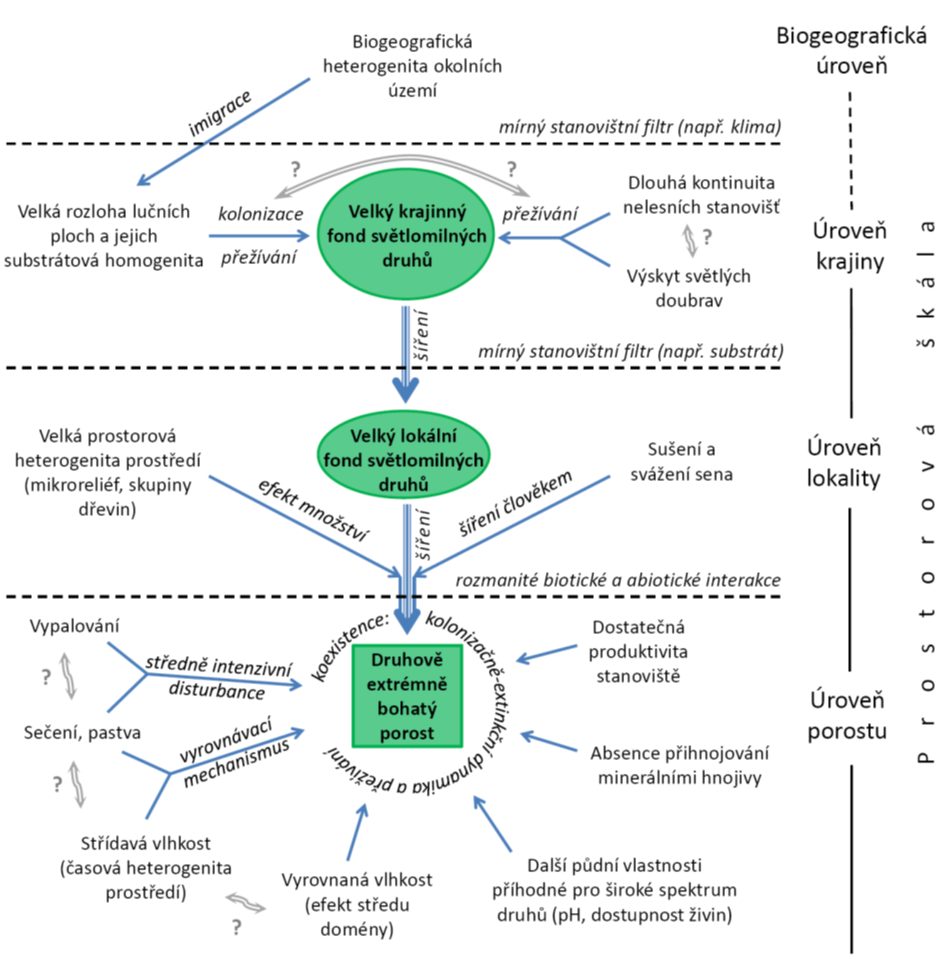 Biogeografická
heterogenita okolních
území
Biogeografická
úroveň
imigrace
mírný stanovištní filtr (např. klima)
?
?
Velká rozloha lučních
ploch a jejich
substrátová homogenita
kolonizace
přežívání
Velký krajinný
fond světlomilných
druhů
přežívání
Dlouhá kontinuita
nelesních stanovišť
?
Výskyt světlých
doubrav
Úroveň
krajiny
šíření
mírný stanovištní filtr (např. substrát)
Velká prostorová
heterogenita prostředí
(mikroreliéf, skupiny
dřevin)
efekt množství
Velký lokální
fond světlomilných
druhů
šíření
šíření člověkem
Sušení a
svážení sena
Úroveň
lokality
rozmanité biotické a abiotické interakce
Vypalování
?
Sečení, pastva
středně intenzivní
disturbance
vyrovnávací
mechanismus
?
Střídavá vlhkost
(časová heterogenita
prostředí)
?
Vyrovnaná vlhkost
(efekt středu
domény)
koexistence: kolonizačně-extinkční dynamika a přežívání
Druhově
extrémně
bohatý
porost
Dostatečná
produktivita
stanoviště
Absence přihnojování
minerálními hnojivy
Další půdní vlastnosti
příhodné pro široké spektrum
druhů (pH, dostupnost živin)
Úroveň
porostu
Prostorová škála